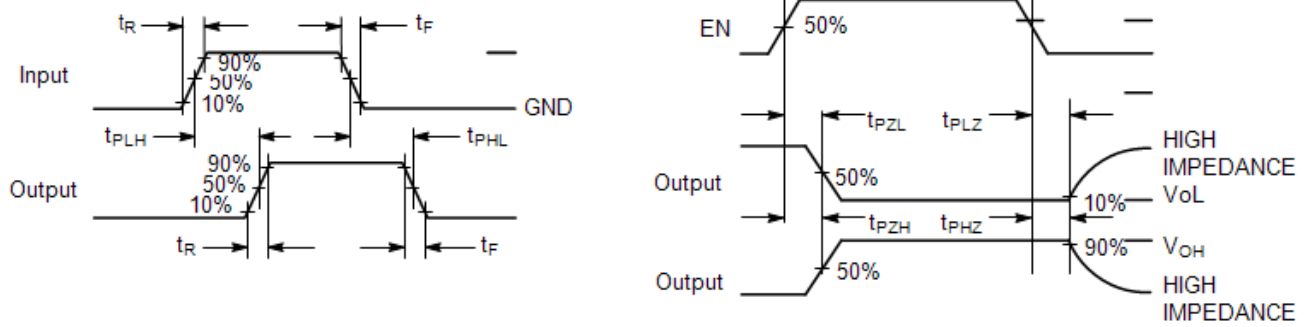 tR
tF
Input
90%
50%
10%
GND
tPLH
tPHL
Output
90%
50%
10%
tR
tF
EN
50%
tPZL
tPLZ
HIGH
IMPEDANCE
Output
50%
10%
VoL
tPZH
tPHZ
90%
VOH
Output
50%
HIGH
IMPEDANCE